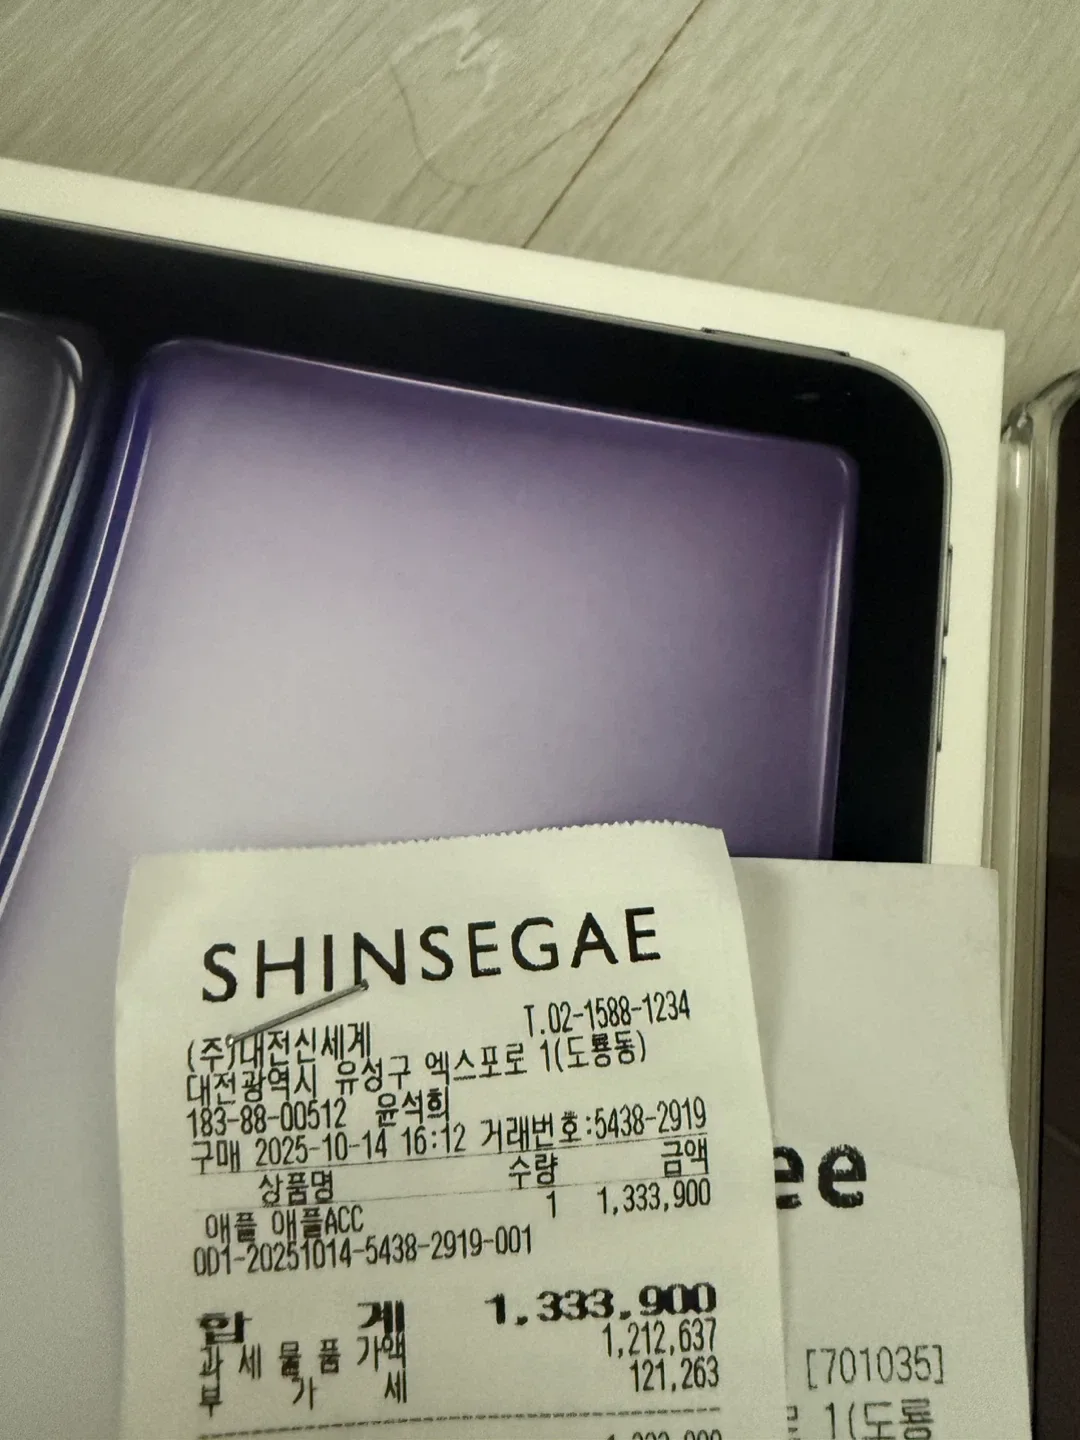 SHINSEGAE
T.02-1588-1234
(주)대전신세계
대전광역시 유성구 엑스포로 1(도룡동)
183-88-00512 윤석희
구매 2025-10-14 16:12 거래번호:5438-2919
상품명 수량 금액
애플 애플ACC 1 1,333,900
0D1-20251014-5438-2919-001
합 계 1,333,900
과 세 물 품 가액 1,212,637
부 가 세 121,263
ee
[701035]
1(도룡